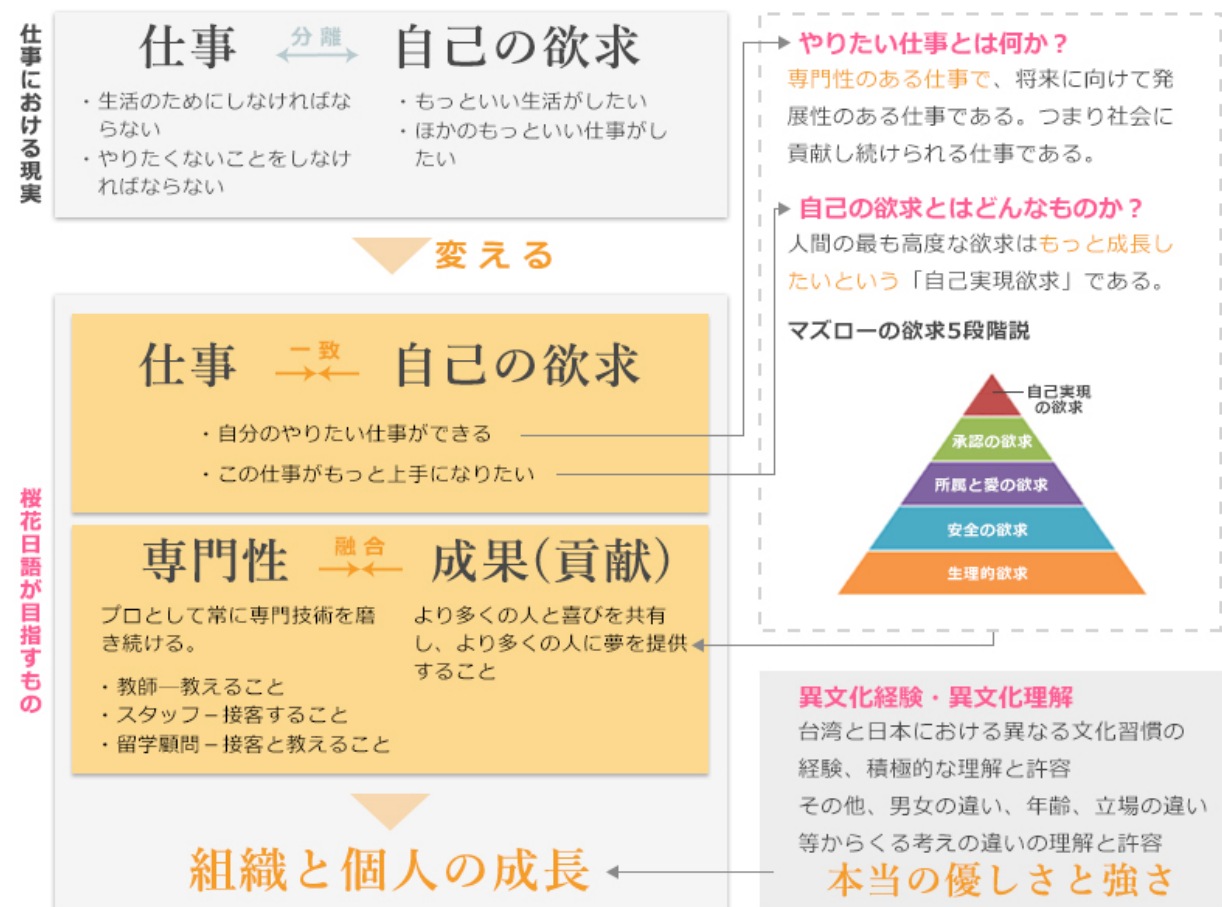 仕事における現実
仕事
分離
自己の欲求
・生活のためにしなければな
らない
・やりたくないことをしなけ
ればならない
・もっといい生活がしたい
・ほかのもっといい仕事がし
たい
変える
桜花日語が目指すもの
仕事
一致
自己の欲求
・自分のやりたい仕事ができる
・この仕事がもっと上手になりたい
専門性
融合
成果(貢献)
プロとして常に専門技術を磨
き続ける。
・教師―教えること
・スタッフ－接客すること
・留学顧問－接客と教えること
より多くの人と喜びを共有
し、より多くの人に夢を提供
すること
組織と個人の成長
やりたい仕事とは何か？
専門性のある仕事で、将来に向けて発
展性のある仕事である。つまり社会に
貢献し続けられる仕事である。
自己の欲求とはどんなものか？
人間の最も高度な欲求はもっと成長し
たいという「自己実現欲求」である。
マズローの欲求5段階説
自己実現
の欲求
承認の欲求
所属と愛の欲求
安全の欲求
生理的欲求
異文化経験・異文化理解
台湾と日本における異なる文化習慣の
経験、積極的な理解と許容
その他、男女の違い、年齢、立場の違い
等からくる考えの違いの理解と許容
本当の優しさと強さ